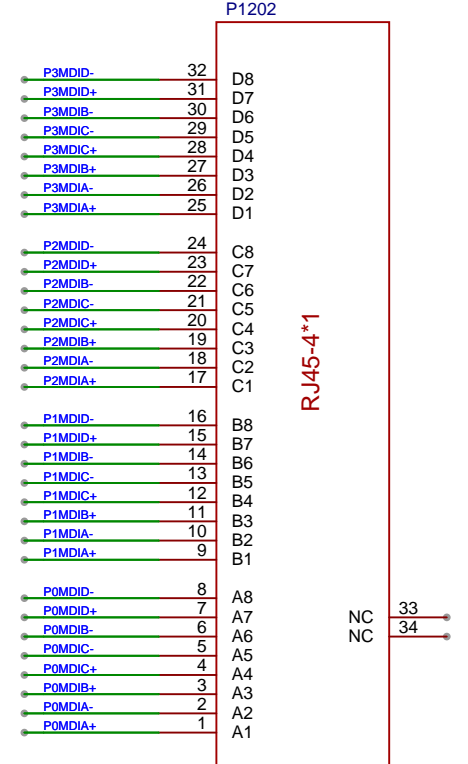 P1202
P3MDID- 32 D8
P3MDID+ 31 D7
P3MDIB- 30 D6
P3MDIC- 29 D5
P3MDIC+ 28 D4
P3MDIB+ 27 D3
P3MDIA- 26 D2
P3MDIA+ 25 D1
P2MDID- 24 C8
P2MDID+ 23 C7
P2MDIB- 22 C6
P2MDIC- 21 C5
P2MDIC+ 20 C4
P2MDIB+ 19 C3
P2MDIA- 18 C2
P2MDIA+ 17 C1
RJ45-4*1
P1MDID- 16 B8
P1MDID+ 15 B7
P1MDIB- 14 B6
P1MDIC- 13 B5
P1MDIC+ 12 B4
P1MDIB+ 11 B3
P1MDIA- 10 B2
P1MDIA+ 9 B1
P0MDID- 8 A8
P0MDID+ 7 A7 NC 33
P0MDIB- 6 A6 NC 34
P0MDIC- 5 A5
P0MDIC+ 4 A4
P0MDIB+ 3 A3
P0MDIA- 2 A2
P0MDIA+ 1 A1